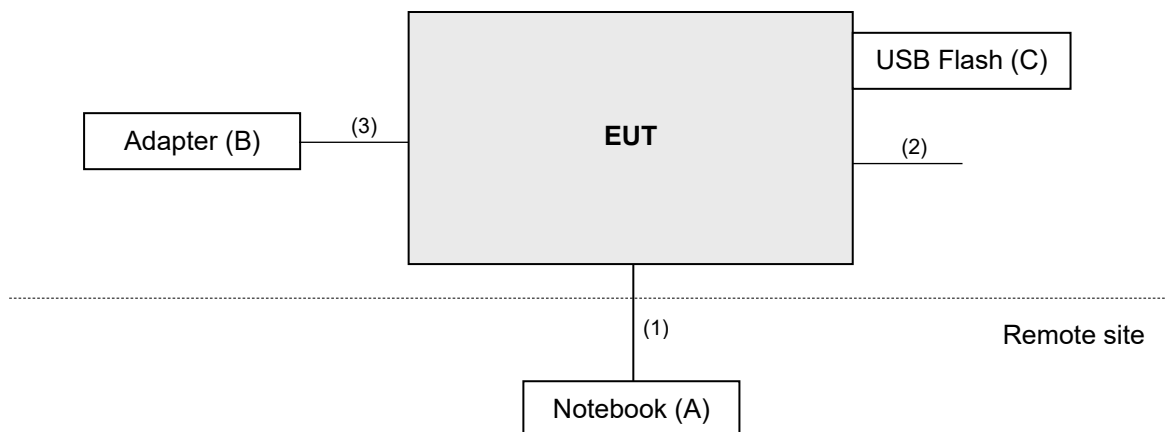 USB Flash (C)
(3)
Adapter (B)
EUT
(2)
(1)
Remote site
Notebook (A)